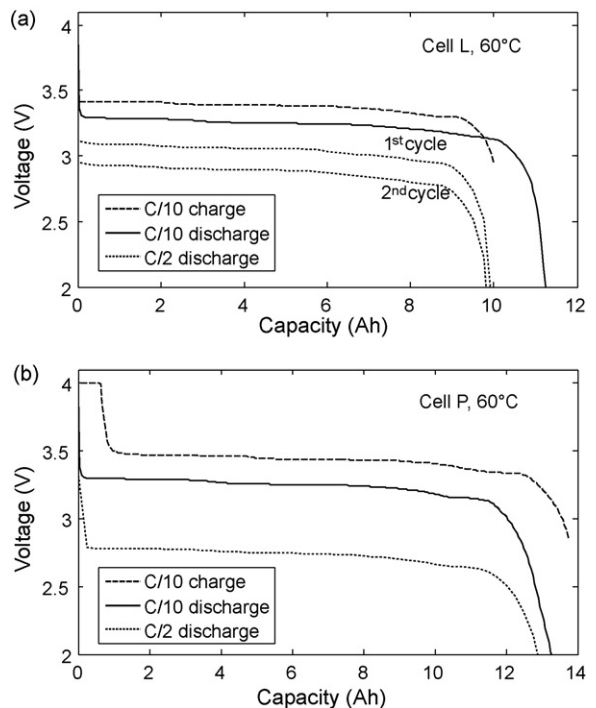 (a)
Cell L, 60°C
4
3.5
3
2.5
2
Voltage (V)
1st cycle
2nd cycle
C/10 charge
C/10 discharge
C/2 discharge
0 2 4 6 8 10 12
Capacity (Ah)
(b)
Cell P, 60°C
4
3.5
3
2.5
2
Voltage (V)
C/10 charge
C/10 discharge
C/2 discharge
0 2 4 6 8 10 12 14
Capacity (Ah)